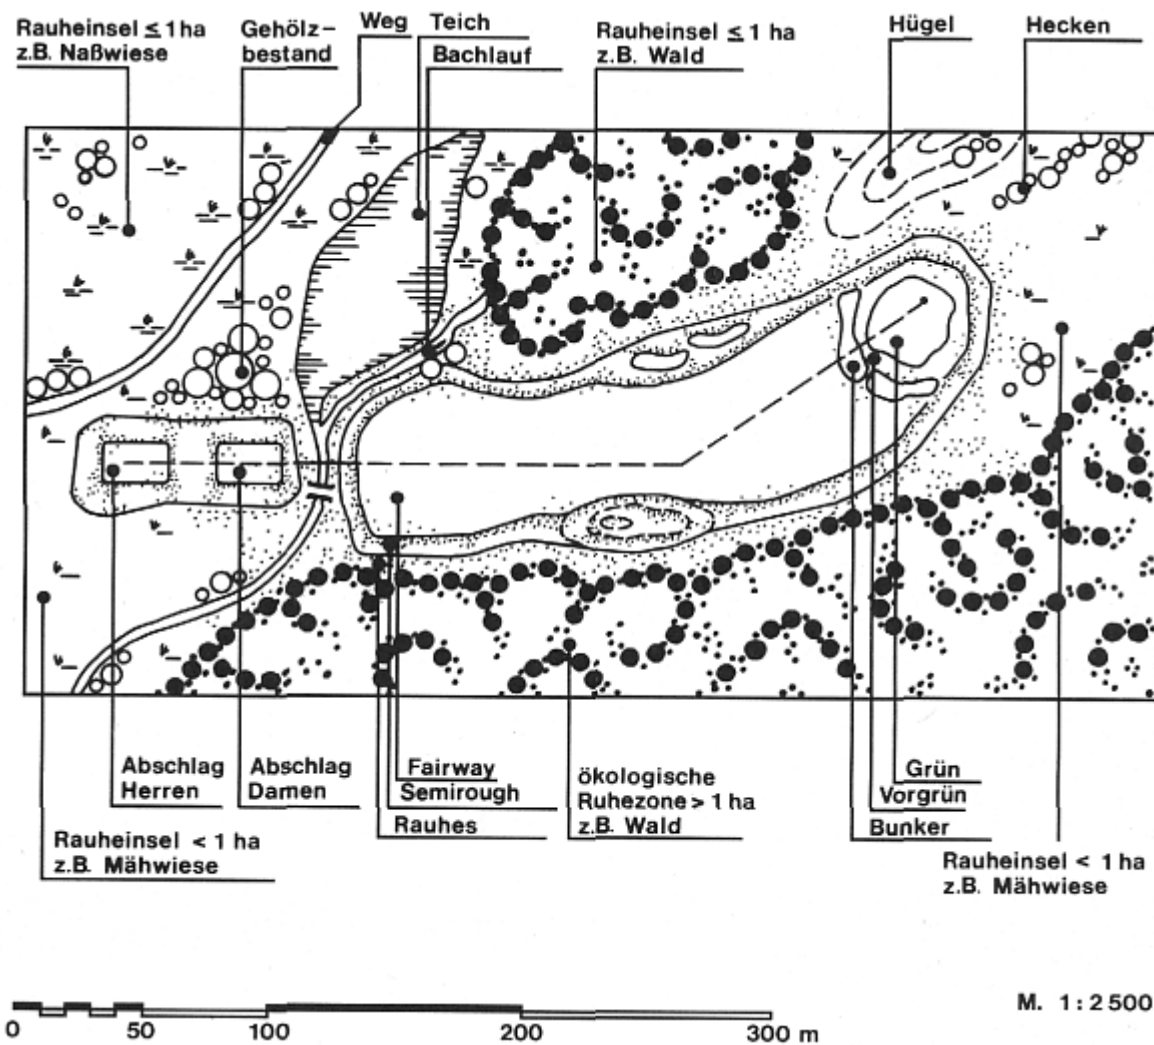 Rauheinsel ≤ 1 ha
z.B. Naßwiese
Gehölz–
bestand
Weg
Teich
Bachlauf
Rauheinsel ≤ 1 ha
z.B. Wald
Hügel
Hecken
Abschlag
Herren
Abschlag
Damen
Fairway
Semirough
Rauhes
ökologische
Ruhezone > 1 ha
z.B. Wald
Grün
Vorgrün
Bunker
Rauheinsel < 1 ha
z.B. Mähwiese
Rauheinsel < 1 ha
z.B. Mähwiese
0 50 100 200 300 m
M. 1:2500